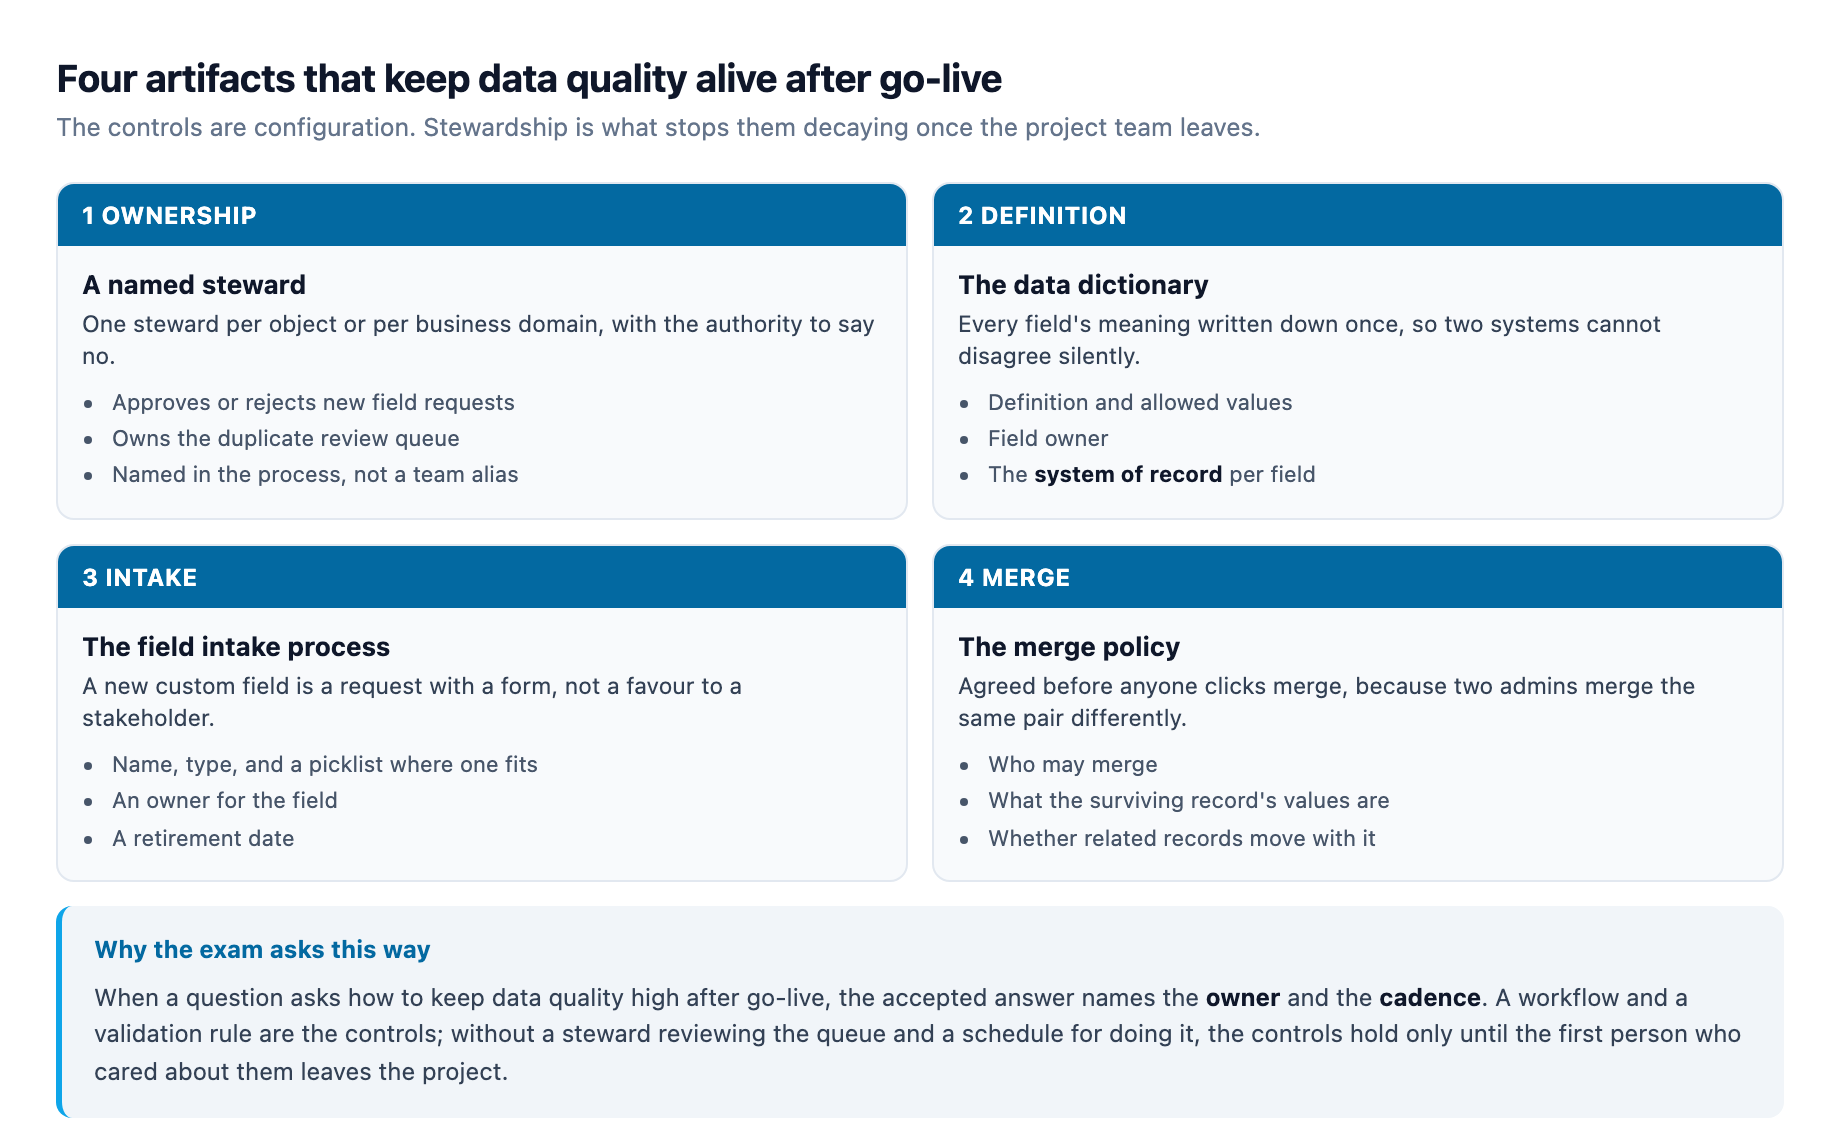 Four artifacts that keep data quality alive after go-live
The controls are configuration. Stewardship is what stops them decaying once the project team leaves.
1 OWNERSHIP
A named steward
One steward per object or per business domain, with the authority to say
no.
• Approves or rejects new field requests
• Owns the duplicate review queue
• Named in the process, not a team alias
2 DEFINITION
The data dictionary
Every field's meaning written down once, so two systems cannot
disagree silently.
• Definition and allowed values
• Field owner
• The system of record per field
3 INTAKE
The field intake process
A new custom field is a request with a form, not a favour to a
stakeholder.
• Name, type, and a picklist where one fits
• An owner for the field
• A retirement date
4 MERGE
The merge policy
Agreed before anyone clicks merge, because two admins merge the
same pair differently.
• Who may merge
• What the surviving record's values are
• Whether related records move with it
Why the exam asks this way
When a question asks how to keep data quality high after go-live, the accepted answer names the owner and the cadence. A workflow and a
validation rule are the controls; without a steward reviewing the queue and a schedule for doing it, the controls hold only until the first person who
cared about them leaves the project.